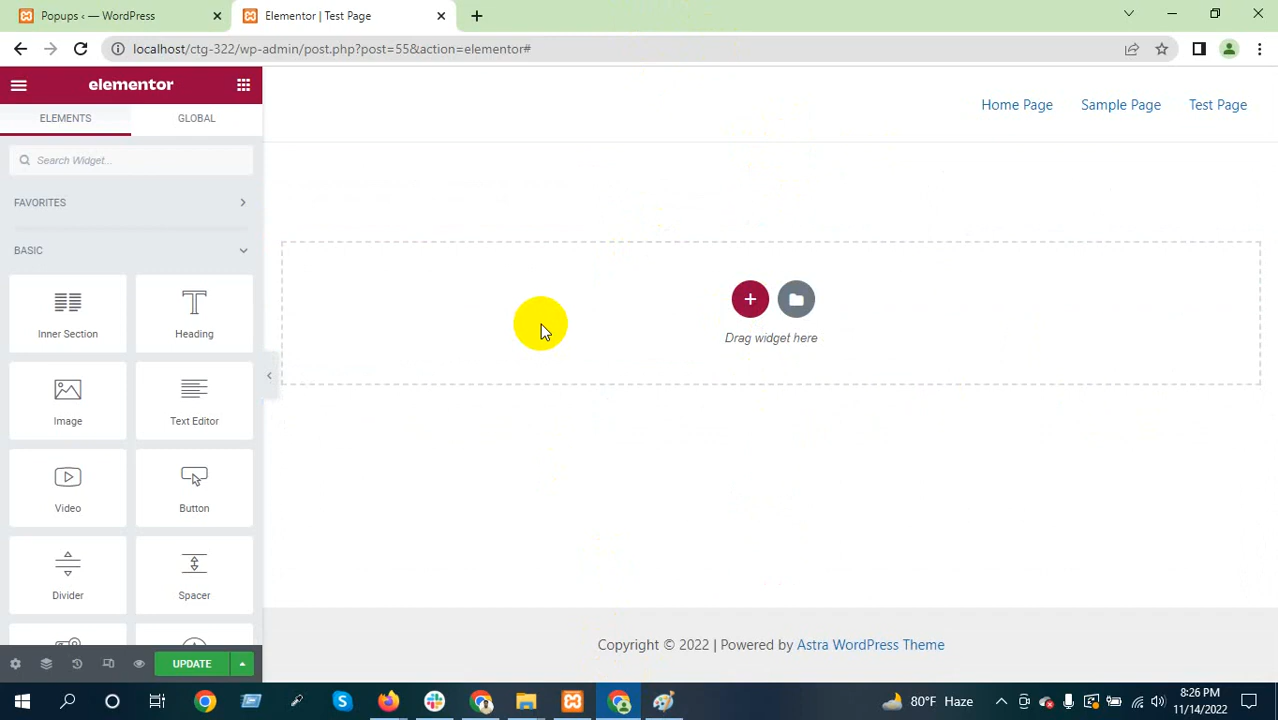 Popups ‹ — WordPress
Elementor | Test Page
localhost/ctg-322/wp-admin/post.php?post=55&action=elementor#
elementor
Home Page
Sample Page
Test Page
ELEMENTS
GLOBAL
Search Widget...
FAVORITES
BASIC
Inner Section
Heading
Drag widget here
Image
Text Editor
Video
Button
Divider
Spacer
Copyright © 2022 | Powered by Astra WordPress Theme
UPDATE
80°F Haze
8:26 PM
11/14/2022